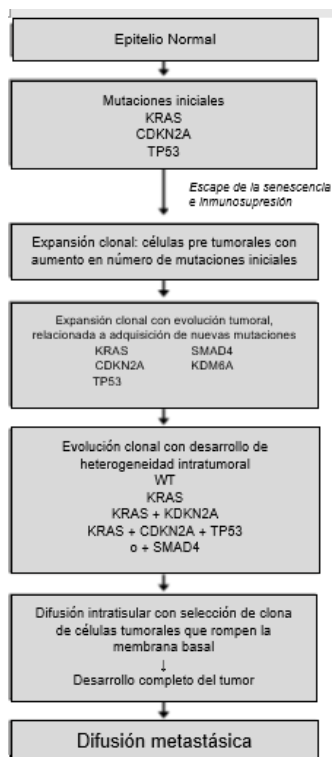 Epitelio Normal
Mutaciones iniciales
KRAS
CDKN2A
TP53
Escape de la senescencia
e inmunosupresión
Expansión clonal: células pre tumorales con
aumento en número de mutaciones iniciales
Expansión clonal con evolución tumoral,
relacionada a adquisición de nuevas mutaciones
KRAS SMAD4
CDKN2A KDM6A
TP53
Evolución clonal con desarrollo de
heterogeneidad intratumoral
WT
KRAS
KRAS + KDKN2A
KRAS + CDKN2A + TP53
o + SMAD4
Difusión intratisular con selección de clona
de células tumorales que rompen la
membrana basal
↓
Desarrollo completo del tumor
Difusión metastásica